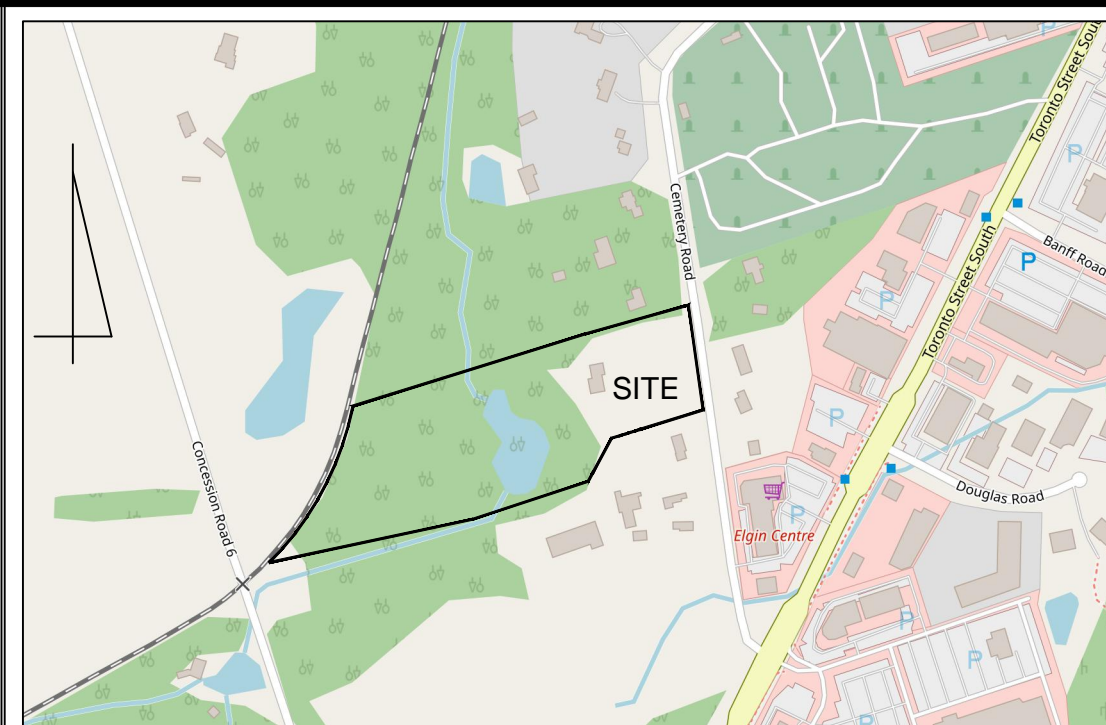 P
Toronto Street South
P
Cemetery Road
Banff Road
P
Toronto Street South
P
SITE
P
Concession Road 6
Douglas Road
P
Elgin Centre
P
P
P